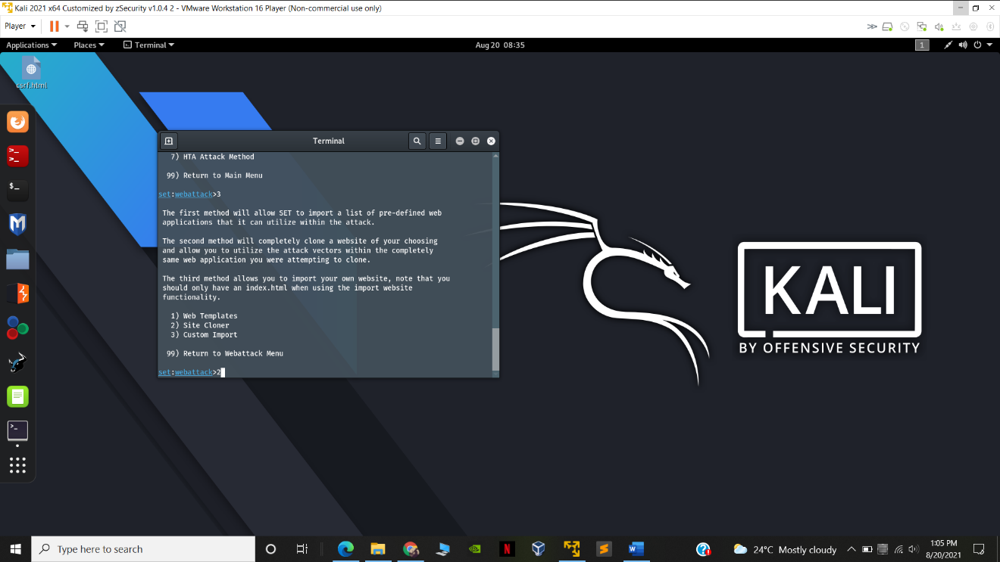 Kali 2021 x64 Customized by zSecurity v1.0.4 2 - VMware Workstation 16 Player (Non-commercial use only)
Player
Applications Places Terminal Aug 20 08:35 1
csrf.html
Terminal
7) HTA Attack Method
99) Return to Main Menu
set:webattack>3
The first method will allow SET to import a list of pre-defined web
applications that it can utilize within the attack.
The second method will completely clone a website of your choosing
and allow you to utilize the attack vectors within the completely
same web application you were attempting to clone.
The third method allows you to import your own website, note that you
should only have an index.html when using the import website
functionality.
1) Web Templates
2) Site Cloner
3) Custom Import
99) Return to Webattack Menu
set:webattack>2
KALI
BY OFFENSIVE SECURITY
Type here to search
24°C Mostly cloudy
1:05 PM
8/20/2021